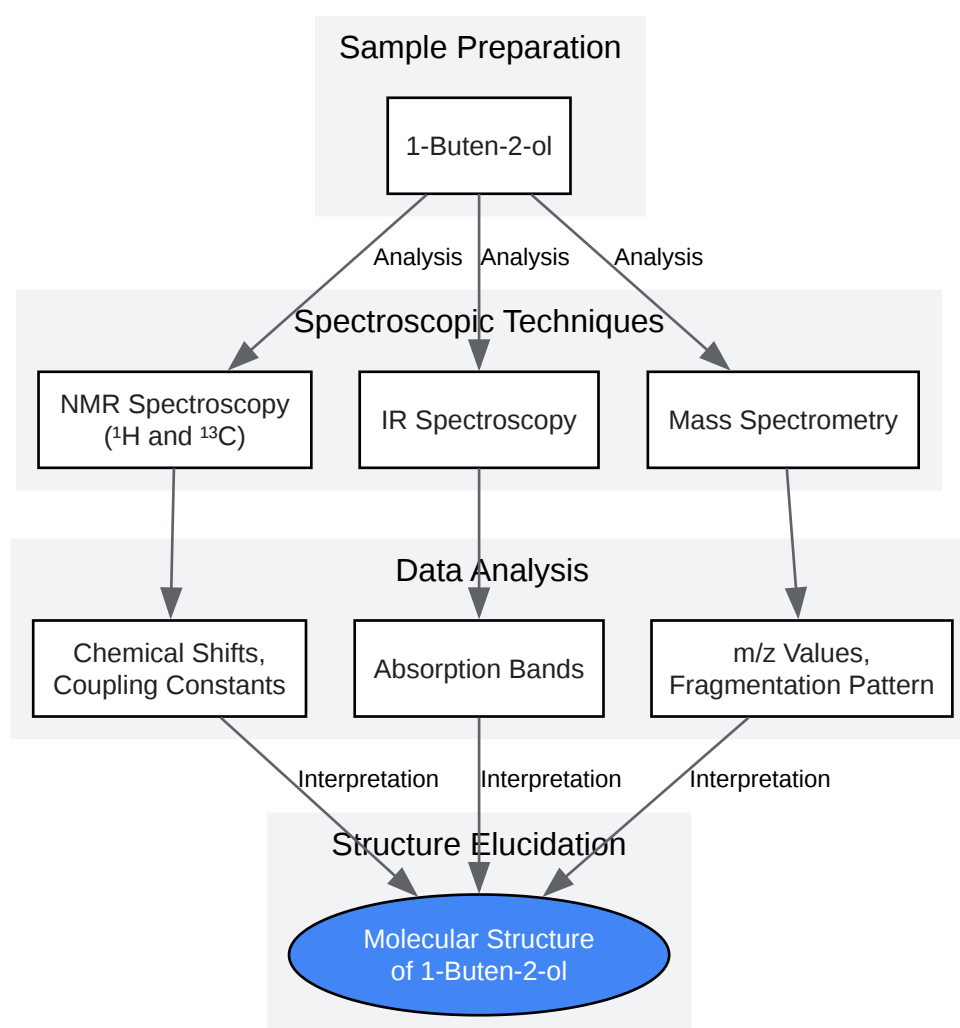 Sample Preparation
1-Buten-2-ol
Analysis
Analysis
Analysis
Spectroscopic Techniques
NMR Spectroscopy
(¹H and ¹³C)
IR Spectroscopy
Mass Spectrometry
Data Analysis
Chemical Shifts,
Coupling Constants
Absorption Bands
m/z Values,
Fragmentation Pattern
Interpretation
Interpretation
Interpretation
Structure Elucidation
Molecular Structure
of 1-Buten-2-ol